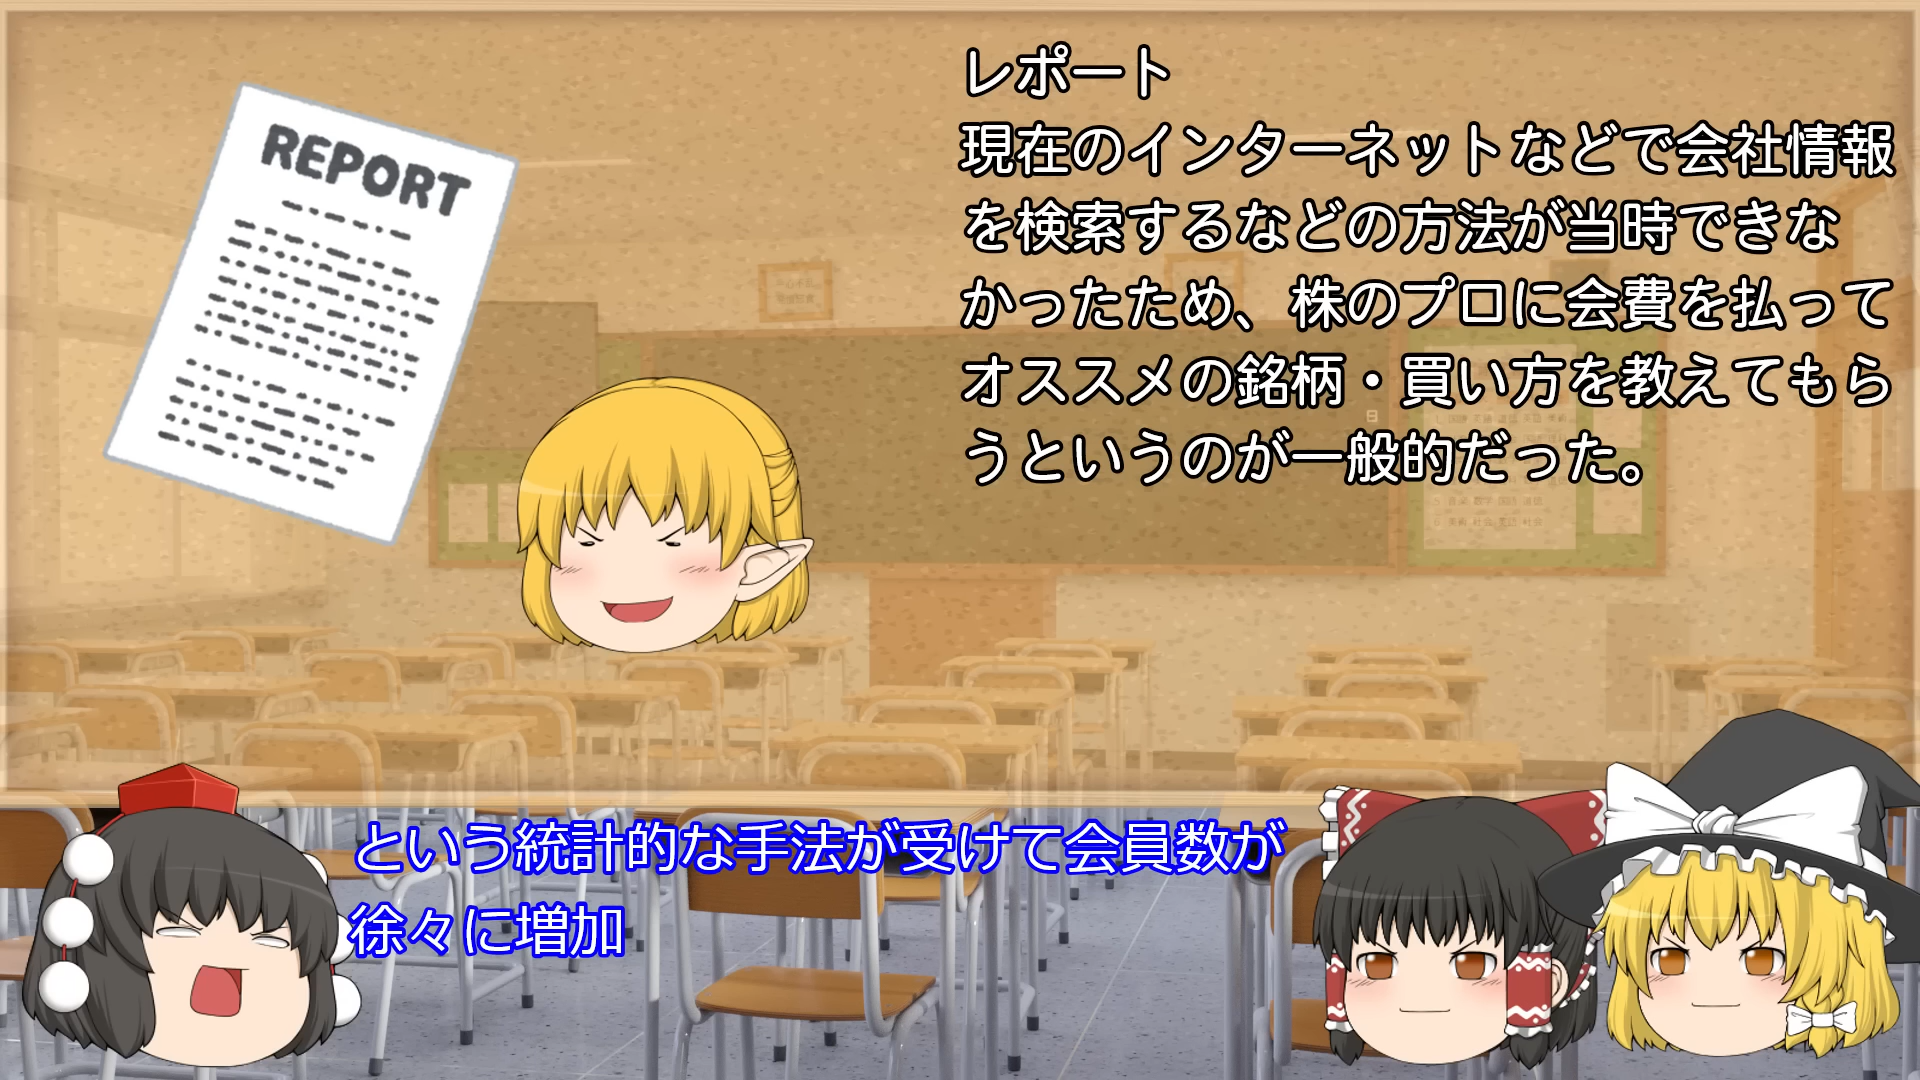 REPORT
レポート
現在のインターネットなどで会社情報
を検索するなどの方法が当時できな
かったため、株のプロに会費を払って
オススメの銘柄・買い方を教えてもら
うというのが一般的だった。
日
という統計的な手法が受けて会員数が
徐々に増加